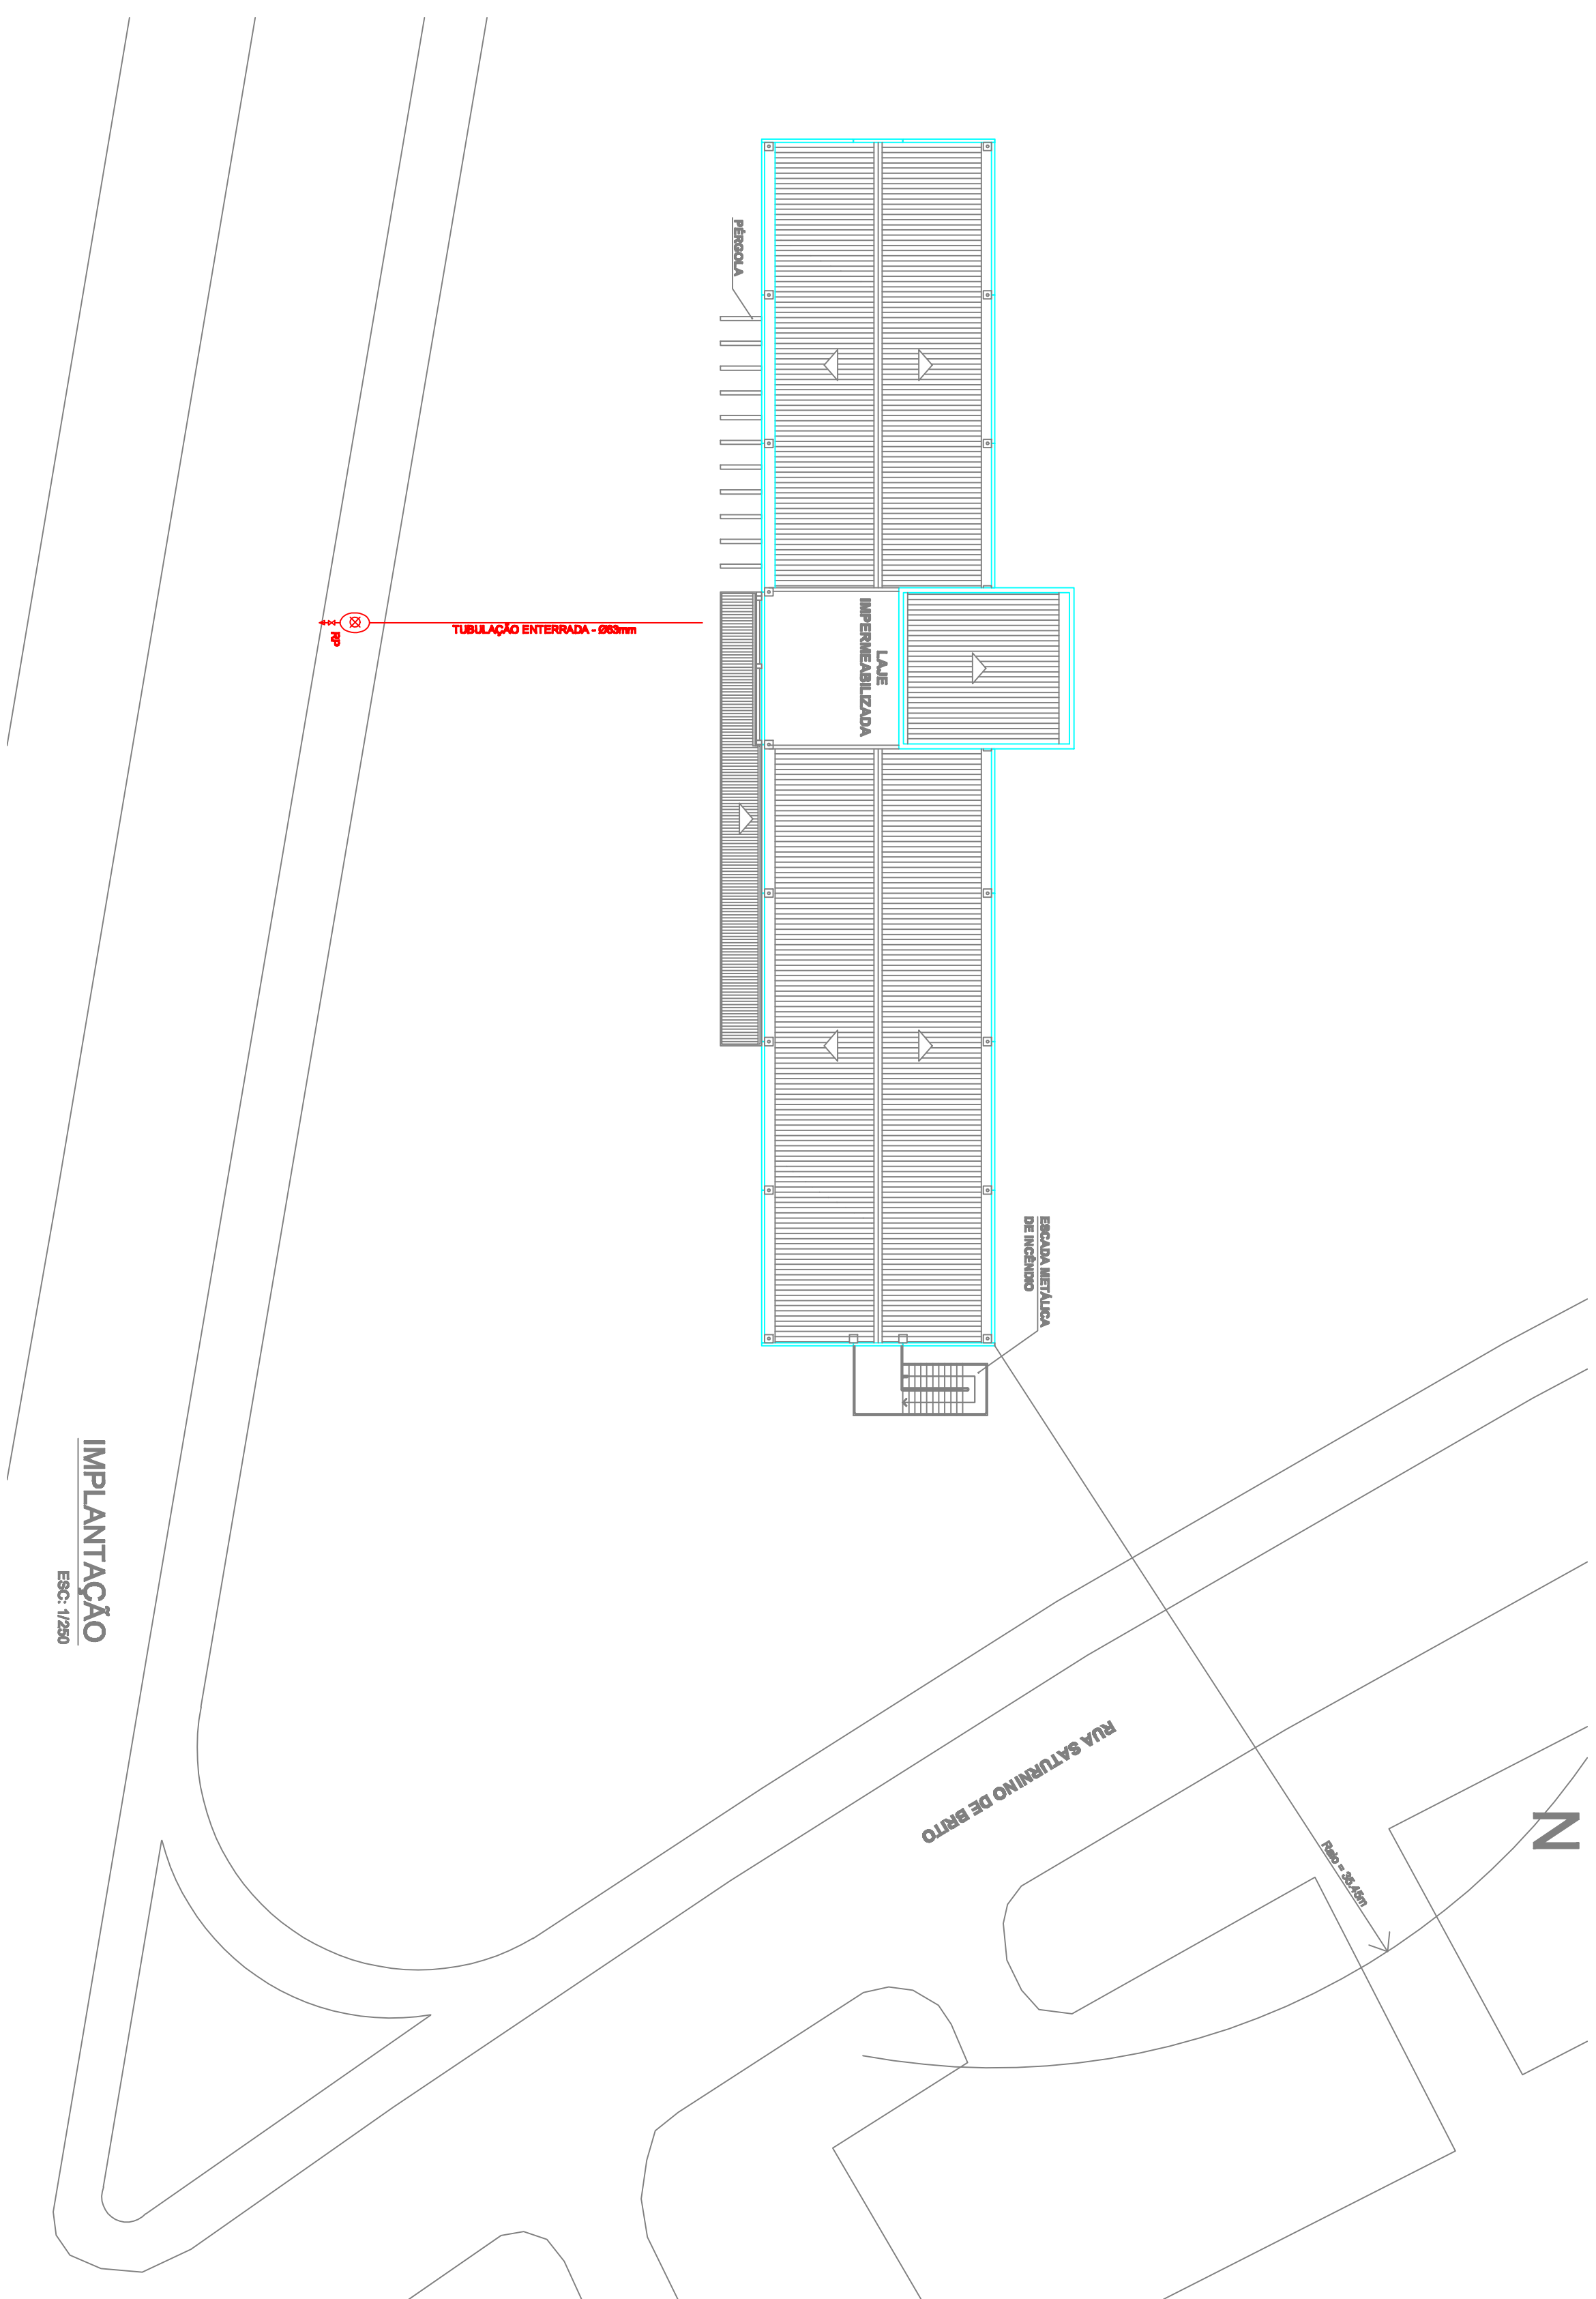 PÉRGOLA
LAJE
IMPERMEABILIZADA
TUBULAÇÃO ENTERRADA - Ø63mm
RP
ESCADA METÁLICA
DE INCÊNDIO
RUA SATURNINO DE BRITO
Raio = 35.45m
N
IMPLANTAÇÃO
ESC: 1/250